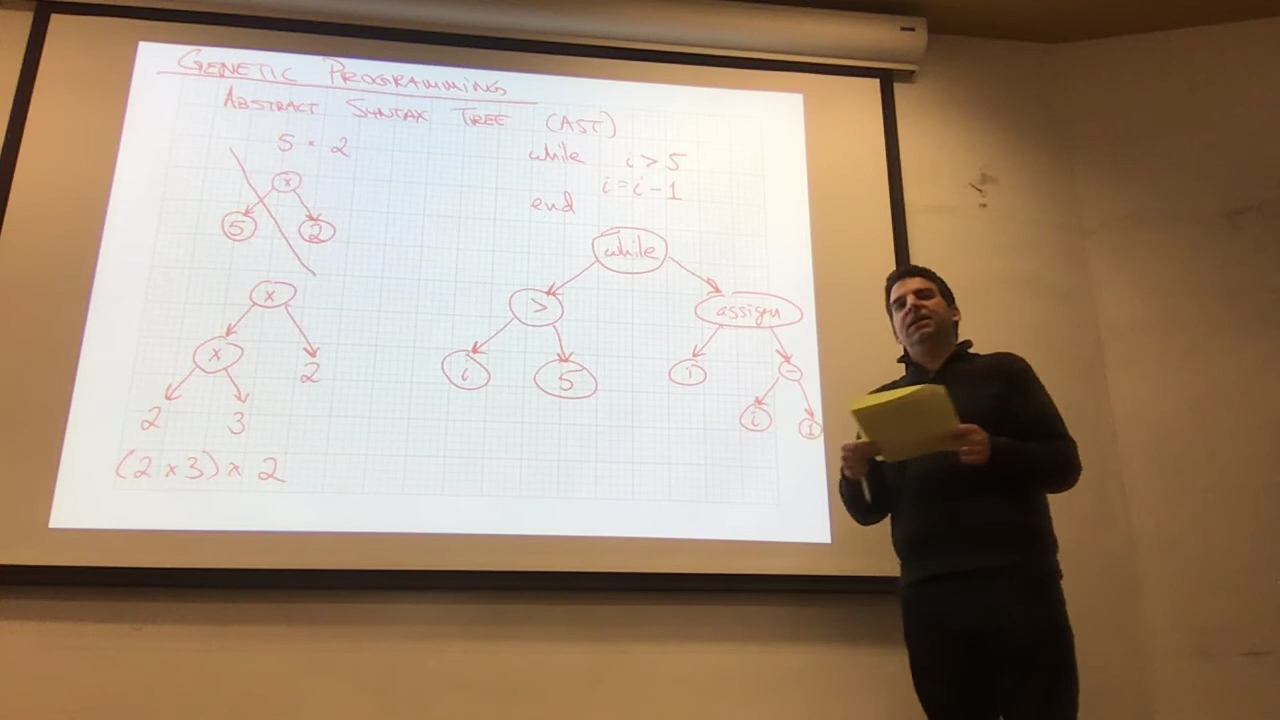 GENETIC PROGRAMMING
ABSTRACT SYNTAX TREE (AST)
5 * 2
x
5 2
x
x 2
2 3
(2 x 3) x 2
while i > 5
i = i - 1
end
while
> assign
i 5 i -
i 1